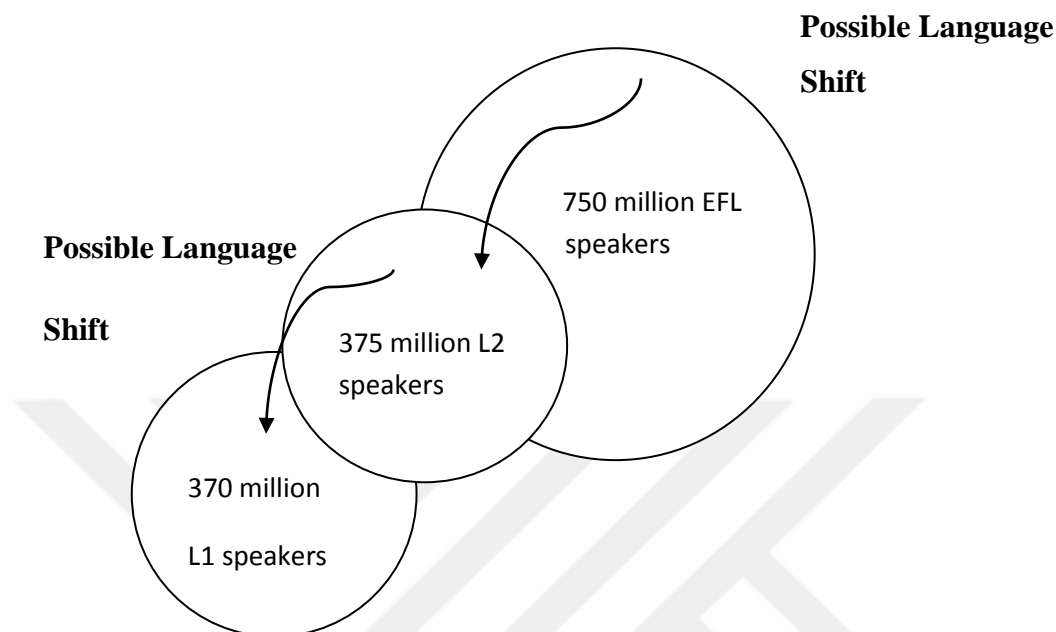 Possible Language
Shift
750 million EFL
speakers
Possible Language
Shift
375 million L2
speakers
370 million
L1 speakers